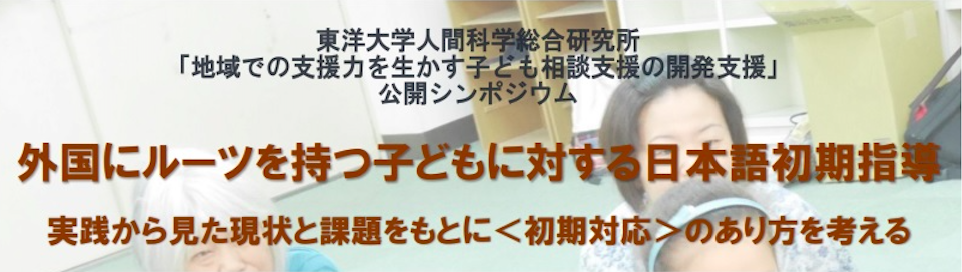 東洋大学人間科学総合研究所
「地域での支援力を生かす子ども相談支援の開発支援」
公開シンポジウム
外国にルーツを持つ子どもに対する日本語初期指導
実践から見た現状と課題をもとに＜初期対応＞のあり方を考える